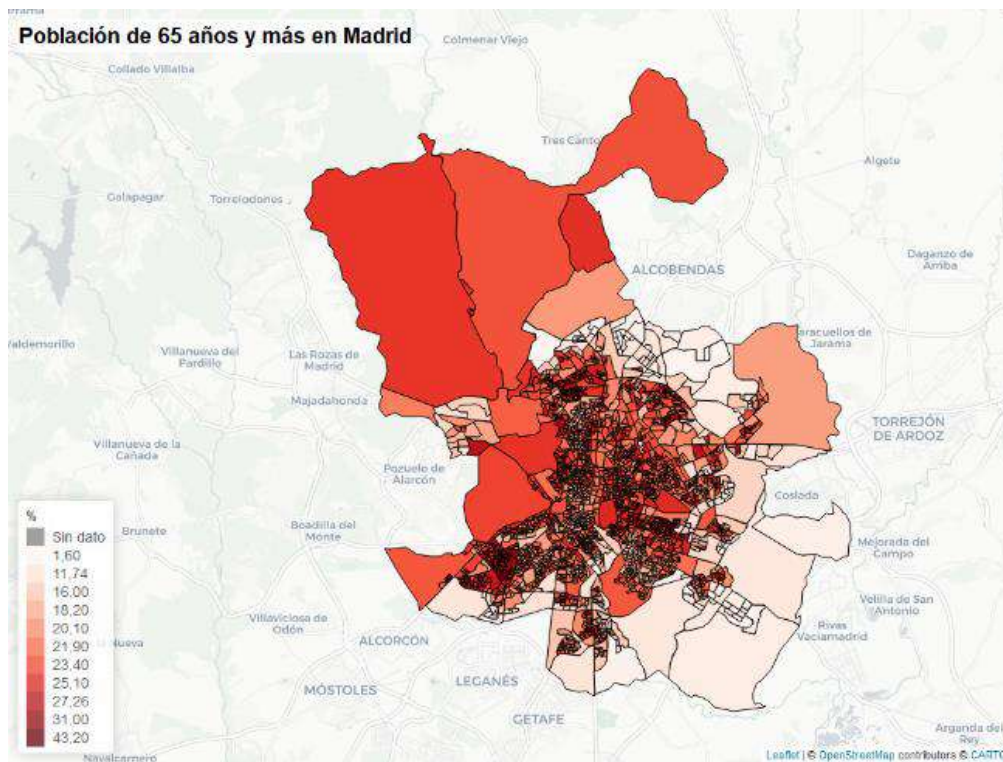 Población de 65 años y más en Madrid
Colmenar Viejo
Collado Villalba
Tres Canto
Algete
Galapagar
Torrelodones
Daganzo de
Arriba
ALCOBENDAS
Valdemorillo
Villanueva del
Pardillo
Las Rozas de
Madrid
Paracuellos de
Jarama
Majadahonda
TORREJÓN
DE ARDOZ
Villanueva de la
Cañada
Pozuelo de
Alarcón
Coslada
%
Sin dato
1,60
11,74
16,00
18,20
20,10
21,90
23,40
25,10
27,26
31,00
43,20
Brunete
Boadilla del
Monte
Mejorada del
Campo
Velilla de San
Antonio
Villaviciosa de
Odón
Nueva
Rivas
Vaciamadrid
ALCORCÓN
LEGANÉS
MÓSTOLES
GETAFE
Arganda del
Rey
Navalcarnero
Leaflet | © OpenStreetMap contributors © CARTO